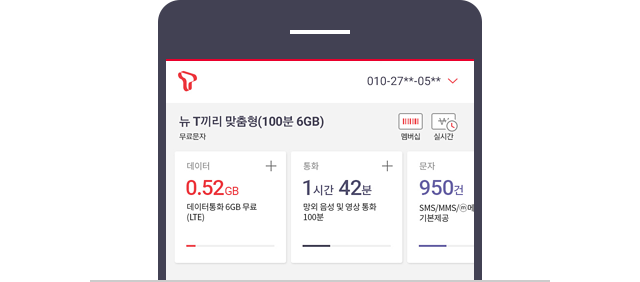 010-27**-05**
뉴 T끼리 맞춤형(100분 6GB)
무료문자
멤버십 실시간
데이터
0.52GB
데이터통화 6GB 무료
(LTE)
통화
1시간 42분
망외 음성 및 영상 통화
100분
문자
950건
SMS/MMS/ⓜ에
기본제공